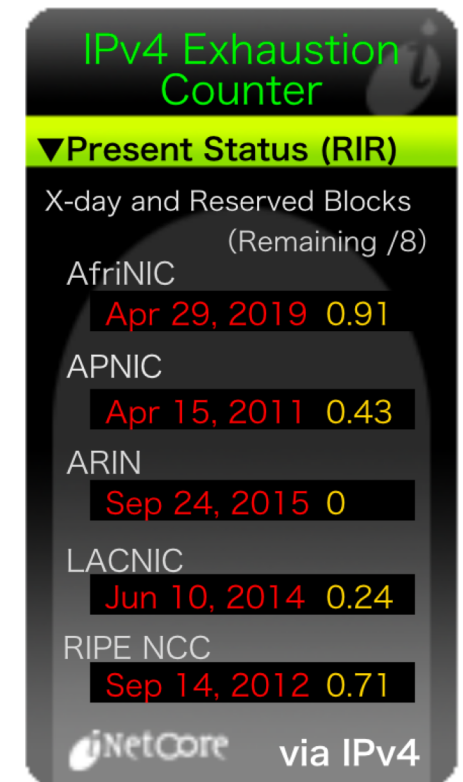 IPv4 Exhaustion
Counter
▼Present Status (RIR)
X-day and Reserved Blocks
(Remaining /8)
AfriNIC
Apr 29, 2019 0.91
APNIC
Apr 15, 2011 0.43
ARIN
Sep 24, 2015 0
LACNIC
Jun 10, 2014 0.24
RIPE NCC
Sep 14, 2012 0.71
iNetCore via IPv4